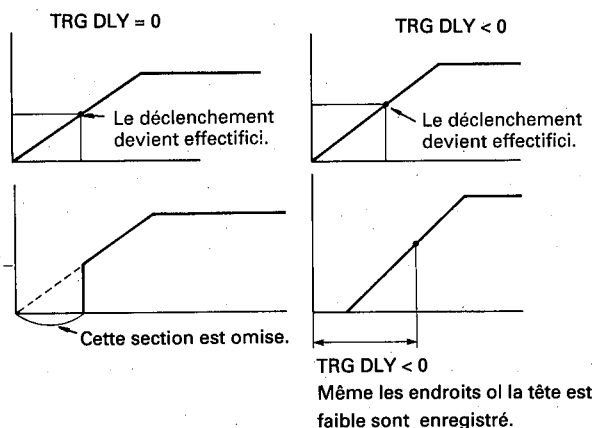 TRG DLY = 0
Le déclenchement
devient effectifici.
Cette section est omise.
TRG DLY < 0
Le déclenchement
devient effectifici.
TRG DLY < 0
Même les endroits ol la tête est
faible sont enregistré.